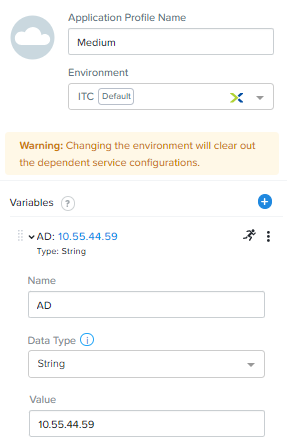 Application Profile Name
Medium
Environment
ITC Default
Warning: Changing the environment will clear out
the dependent service configurations.
Variables ?
AD: 10.55.44.59
Type: String
Name
AD
Data Type i
String
Value
10.55.44.59